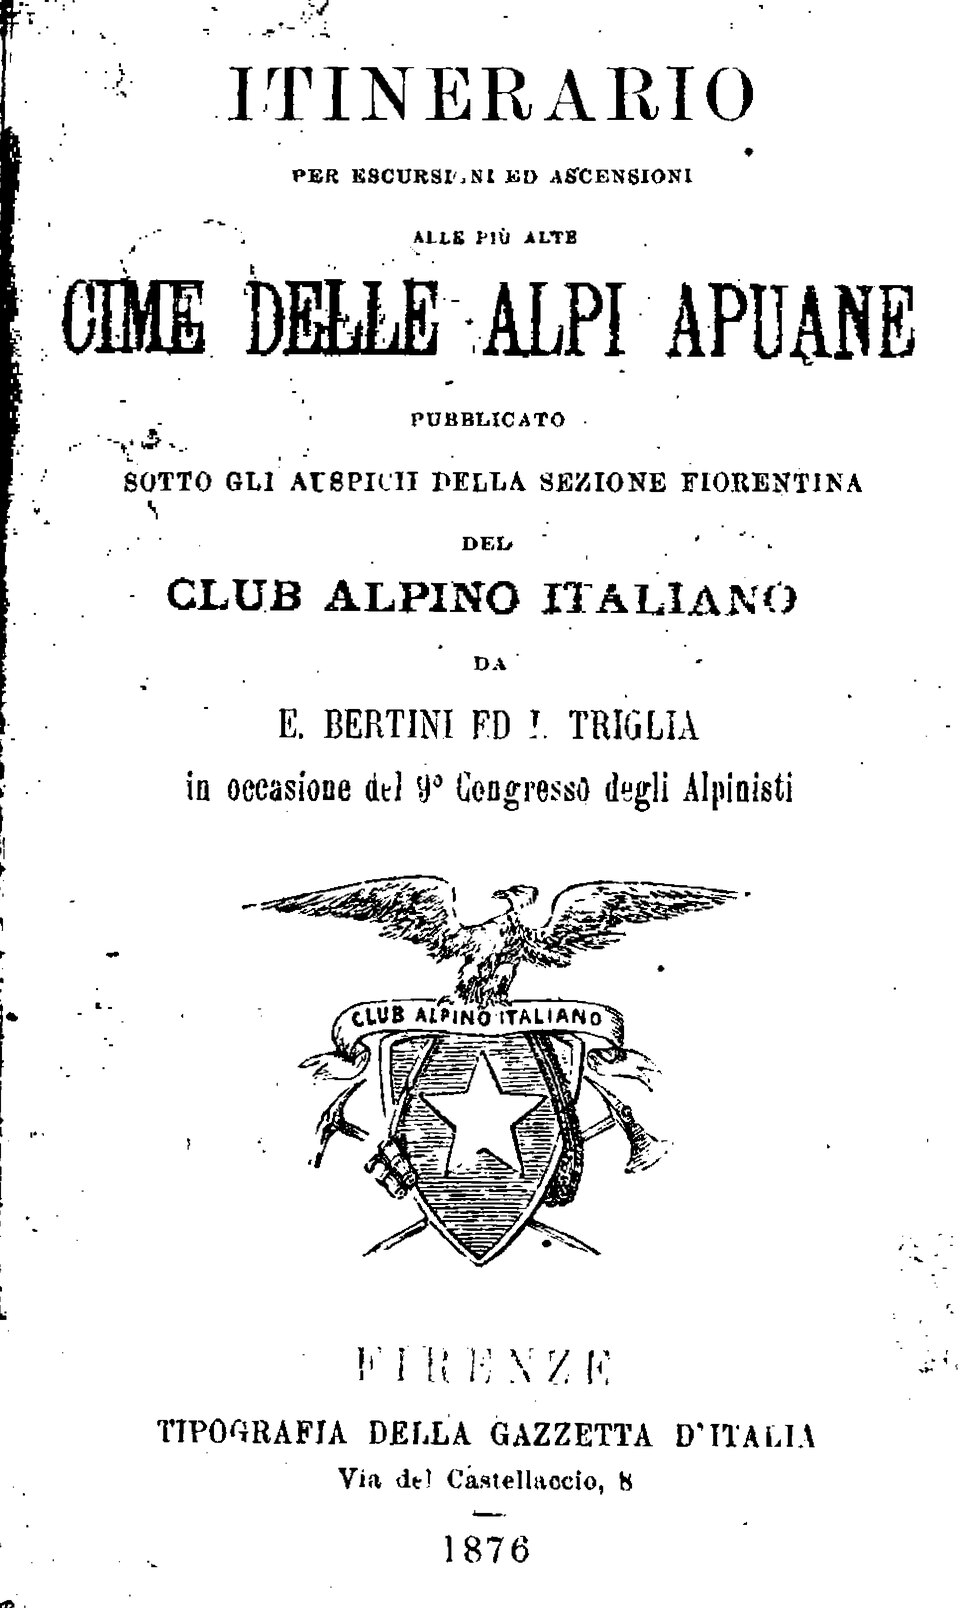 ITINERARIO
PER ESCURSIONI ED ASCENSIONI
ALLE PIÙ ALTE
CIME DELLE ALPI APUANE
PUBBLICATO
SOTTO GLI AUSPICII DELLA SEZIONE FIORENTINA
DEL
CLUB ALPINO ITALIANO
DA
E. BERTINI ED I. TRIGLIA
in occasione del 9º Congresso degli Alpinisti
CLUB ALPINO ITALIANO
FIRENZE
TIPOGRAFIA DELLA GAZZETTA D'ITALIA
Via del Castellaccio, 8
1876